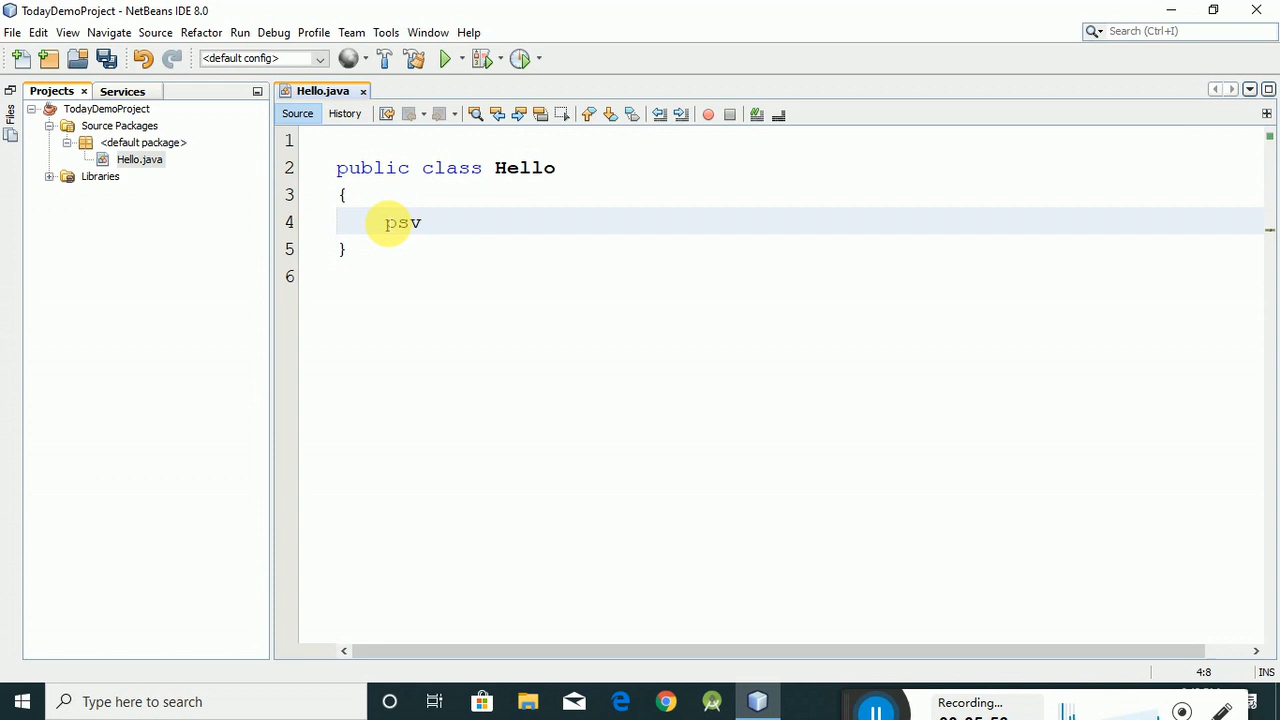 TodayDemoProject - NetBeans IDE 8.0
File Edit View Navigate Source Refactor Run Debug Profile Team Tools Window Help
Search (Ctrl+I)
<default config>
Projects Services
Hello.java
Files
TodayDemoProject
Source Packages
<default package>
Hello.java
Libraries
Source History
1
2 public class Hello
3 {
4 psv
5 }
6
4:8 INS
Type here to search
Recording...